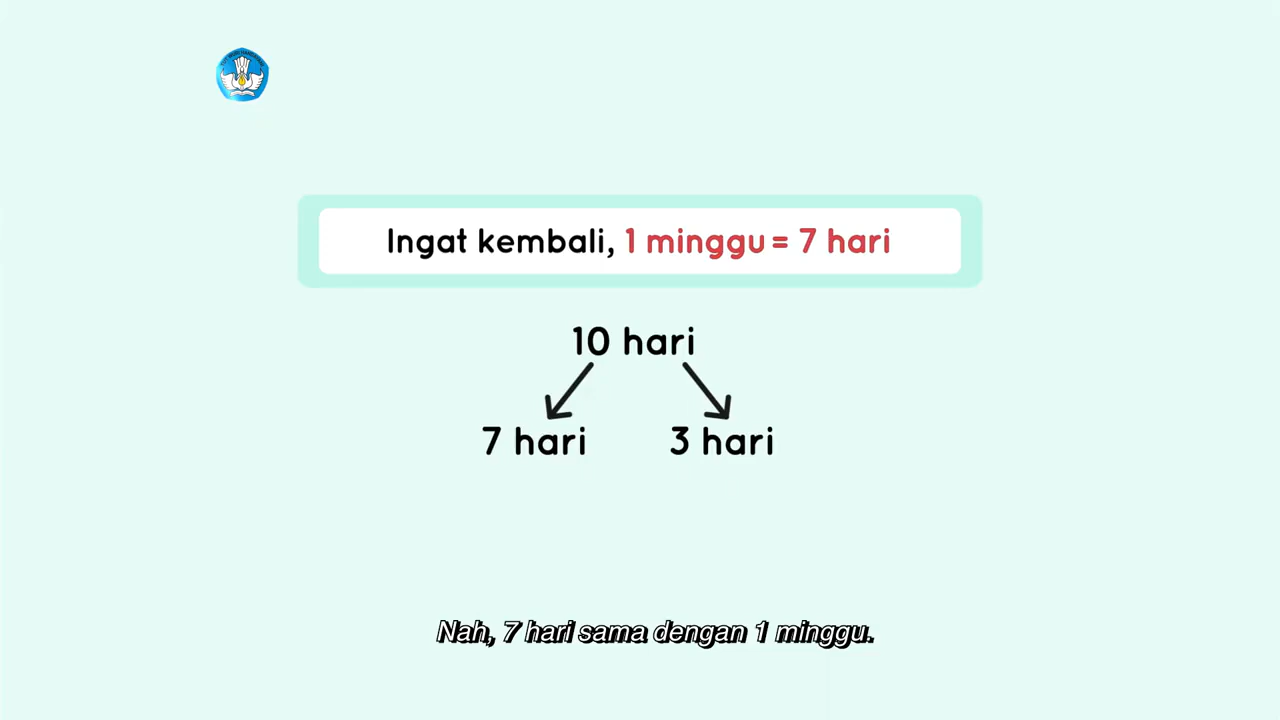 Ingat kembali, 1 minggu = 7 hari
10 hari
7 hari 3 hari
Nah, 7 hari sama dengan 1 minggu.